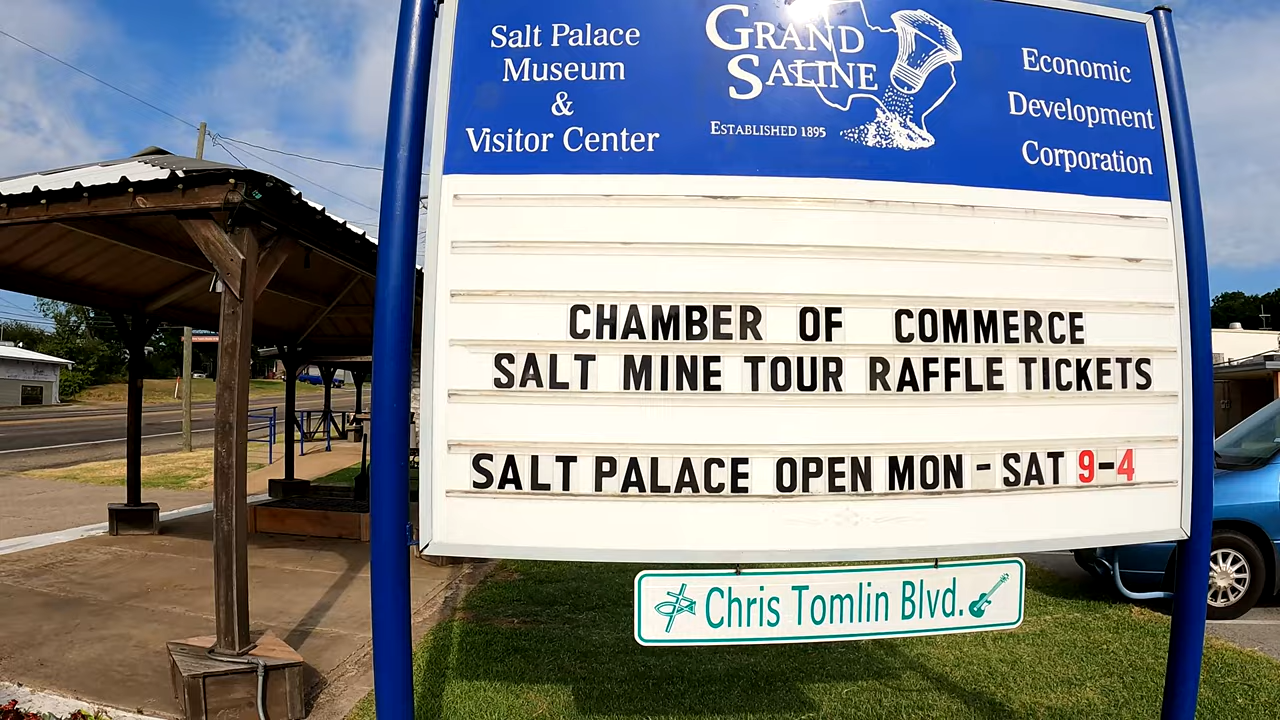 Salt Palace
Museum
&
Visitor Center
GRAND
SALINE
ESTABLISHED 1895
Economic
Development
Corporation
CHAMBER OF COMMERCE
SALT MINE TOUR RAFFLE TICKETS
SALT PALACE OPEN MON - SAT 9-4
Chris Tomlin Blvd.